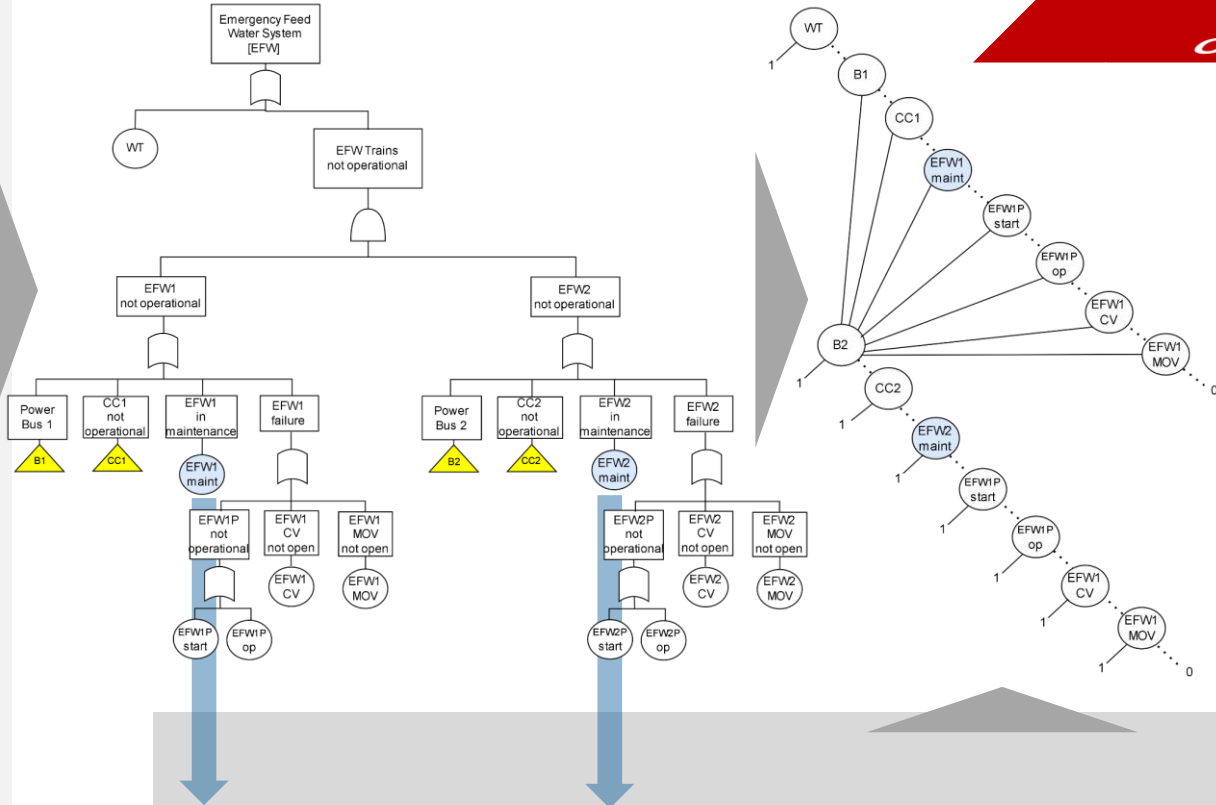 Emergency Feed
Water System
[EFW]
WT
EFW Trains
not operational
EFW1
not operational
EFW2
not operational
Power
Bus 1
CC1
not
operational
EFW1
in
maintenance
EFW1
failure
Power
Bus 2
CC2
not
operational
EFW2
in
maintenance
EFW2
failure
B1
CC1
EFW1
maint
B2
CC2
EFW2
maint
EFW1P
not
operational
EFW1
CV
not open
EFW1
MOV
not open
EFW2P
not
operational
EFW2
CV
not open
EFW2
MOV
not open
EFW1
CV
EFW1
MOV
EFW2
CV
EFW2
MOV
EFW1P
start
EFW1P
op
EFW2P
start
EFW2P
op
WT
1
B1
CC1
EFW1
maint
EFW1P
start
EFW1P
op
EFW1
CV
EFW1
MOV
0
B2
1
CC2
1
EFW2
maint
1
EFW1P
start
1
EFW1P
op
1
EFW1
CV
1
EFW1
MOV
1
0